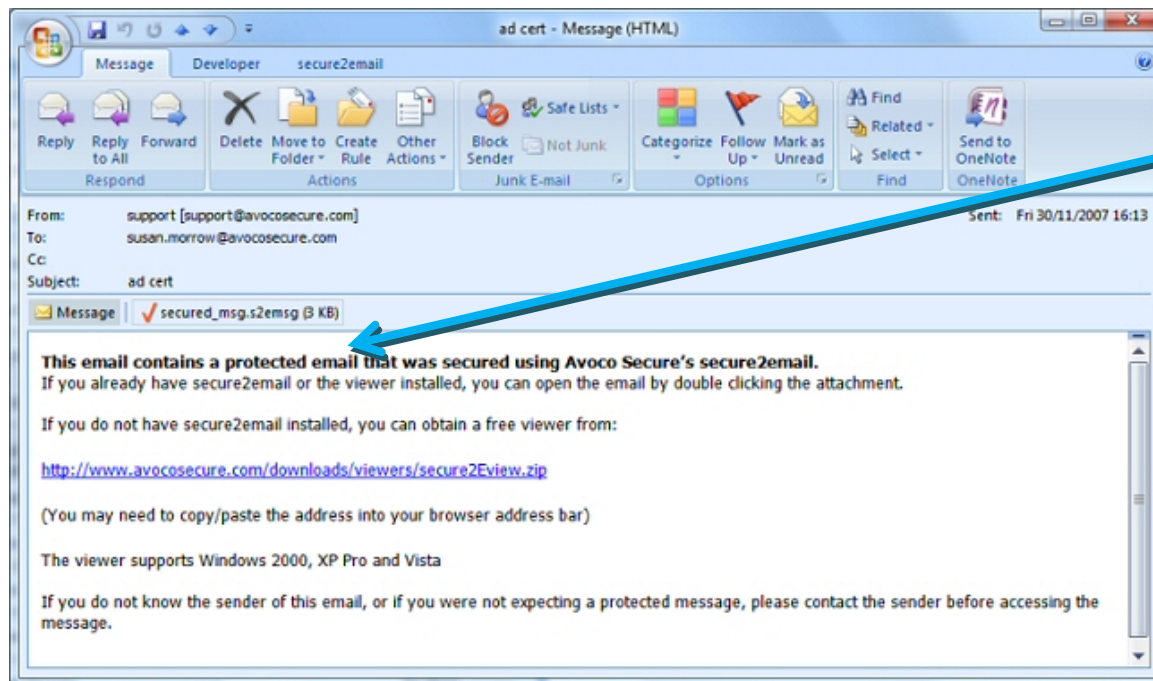 ad cert - Message (HTML)
Message Developer secure2email
Reply Reply to All Forward
Respond
Delete Move to Folder Create Rule Other Actions
Actions
Block Sender Safe Lists Not Junk
Junk E-mail
Categorize Follow Up Mark as Unread
Options
Find Related Select
Find
Send to OneNote
OneNote
From: support [support@avocosecure.com] Sent: Fri 30/11/2007 16:13
To: susan.morrow@avocosecure.com
Cc:
Subject: ad cert
Message secured_msg.s2emsg (3 KB)
This email contains a protected email that was secured using Avoco Secure's secure2email.
If you already have secure2email or the viewer installed, you can open the email by double clicking the attachment.
If you do not have secure2email installed, you can obtain a free viewer from:
http://www.avocosecure.com/downloads/viewers/secure2Eview.zip
(You may need to copy/paste the address into your browser address bar)
The viewer supports Windows 2000, XP Pro and Vista
If you do not know the sender of this email, or if you were not expecting a protected message, please contact the sender before accessing the
message.